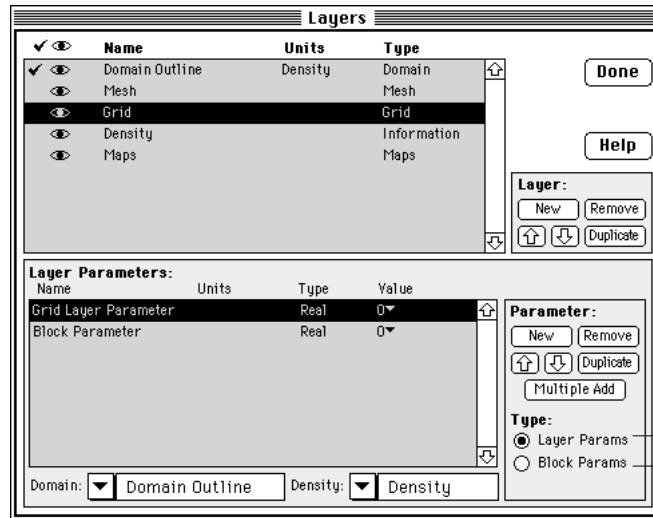 Layers
Name Units Type
Domain Outline Density Domain
Mesh Mesh
Grid Grid
Density Information
Maps Maps
Done
Help
Layer:
New Remove
Duplicate
Layer Parameters:
Name Units Type Value
Grid Layer Parameter Real 0
Block Parameter Real 0
Parameter:
New Remove
Duplicate
Multiple Add
Type:
Layer Params
Block Params
Domain: Domain Outline Density: Density